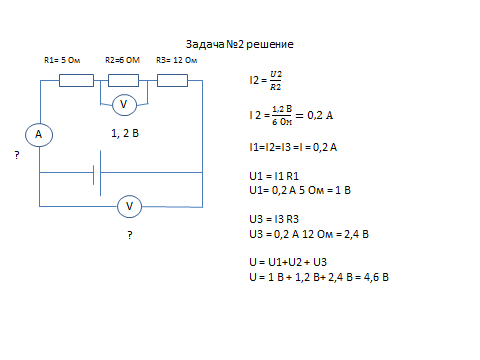 Задача №2 решение
R1= 5 Ом R2=6 ОМ R3= 12 Ом
V
1, 2 В
A
?
V
?
I2 = U2/R2
I 2 = 1,2 В/6 Ом = 0,2 А
I1=I2=I3 =I = 0,2 А
U1 = I1 R1
U1= 0,2 А 5 Ом = 1 В
U3 = I3 R3
U3 = 0,2 А 12 Ом = 2,4 В
U = U1+U2 + U3
U = 1 В + 1,2 В+ 2,4 В = 4,6 В